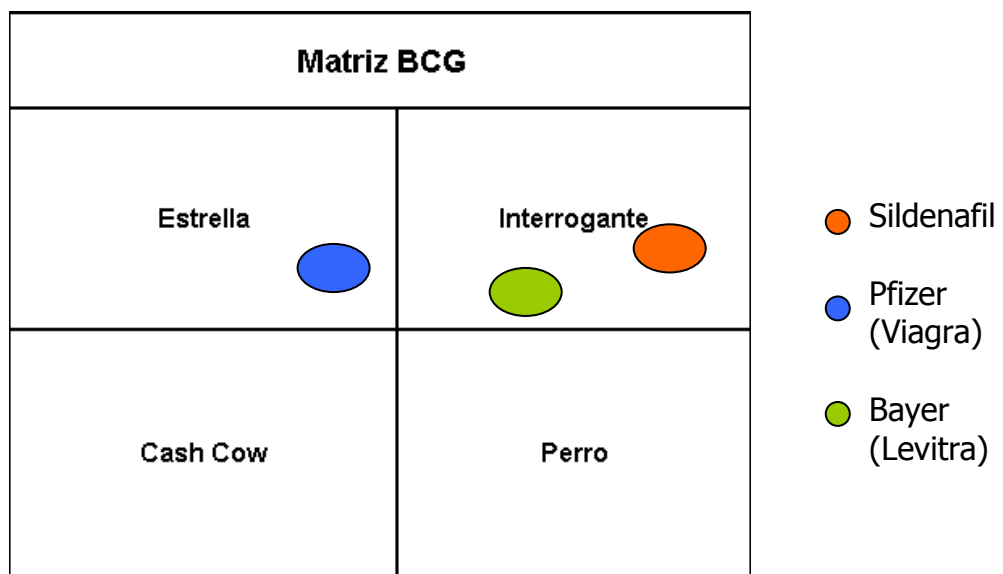 Matriz BCG
Estrella
Interrogante
Cash Cow
Perro
Sildenafil
Pfizer
(Viagra)
Bayer
(Levitra)